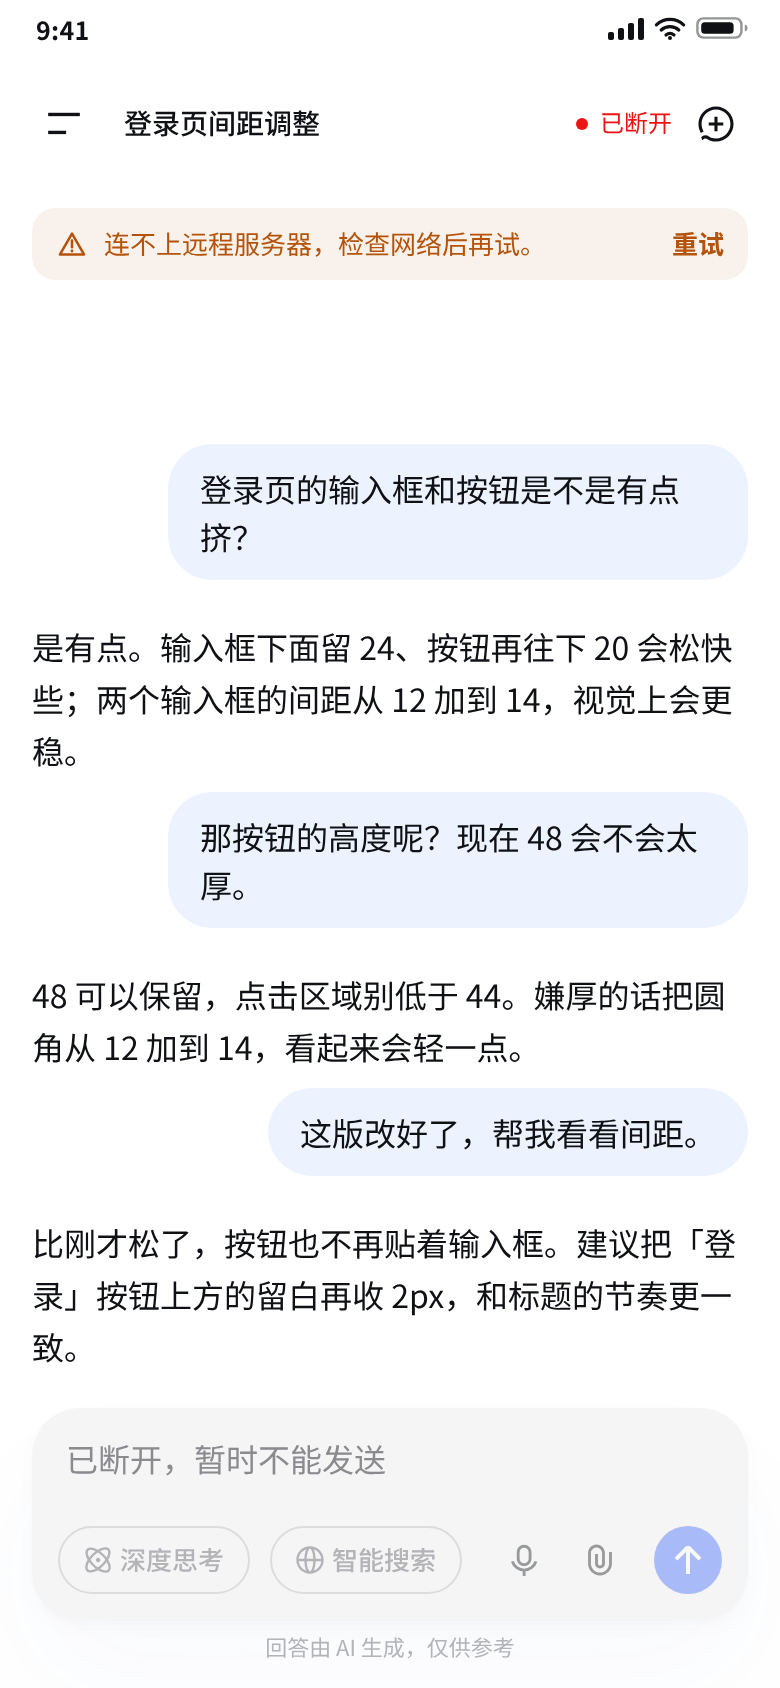 9:41
登录页间距调整
已断开
连不上远程服务器，检查网络后再试。
重试
登录页的输入框和按钮是不是有点
挤？
是有点。输入框下面留 24、按钮再往下 20 会松快
些；两个输入框的间距从 12 加到 14，视觉上会更
稳。
那按钮的高度呢？现在 48 会不会太
厚。
48 可以保留，点击区域别低于 44。嫌厚的话把圆
角从 12 加到 14，看起来会轻一点。
这版改好了，帮我看看间距。
比刚才松了，按钮也不再贴着输入框。建议把「登
录」按钮上方的留白再收 2px，和标题的节奏更一
致。
已断开，暂时不能发送
深度思考
智能搜索
回答由 AI 生成，仅供参考